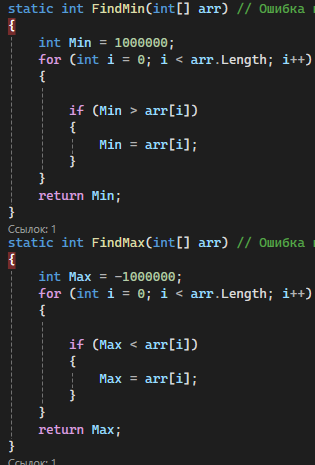 static int FindMin(int[] arr) // Ошибка
{
int Min = 1000000;
for (int i = 0; i < arr.Length; i++)
{
if (Min > arr[i])
{
Min = arr[i];
}
}
return Min;
}
Ссылок: 1
static int FindMax(int[] arr) // Ошибка
{
int Max = -1000000;
for (int i = 0; i < arr.Length; i++)
{
if (Max < arr[i])
{
Max = arr[i];
}
}
return Max;
}
Ссылок: 1